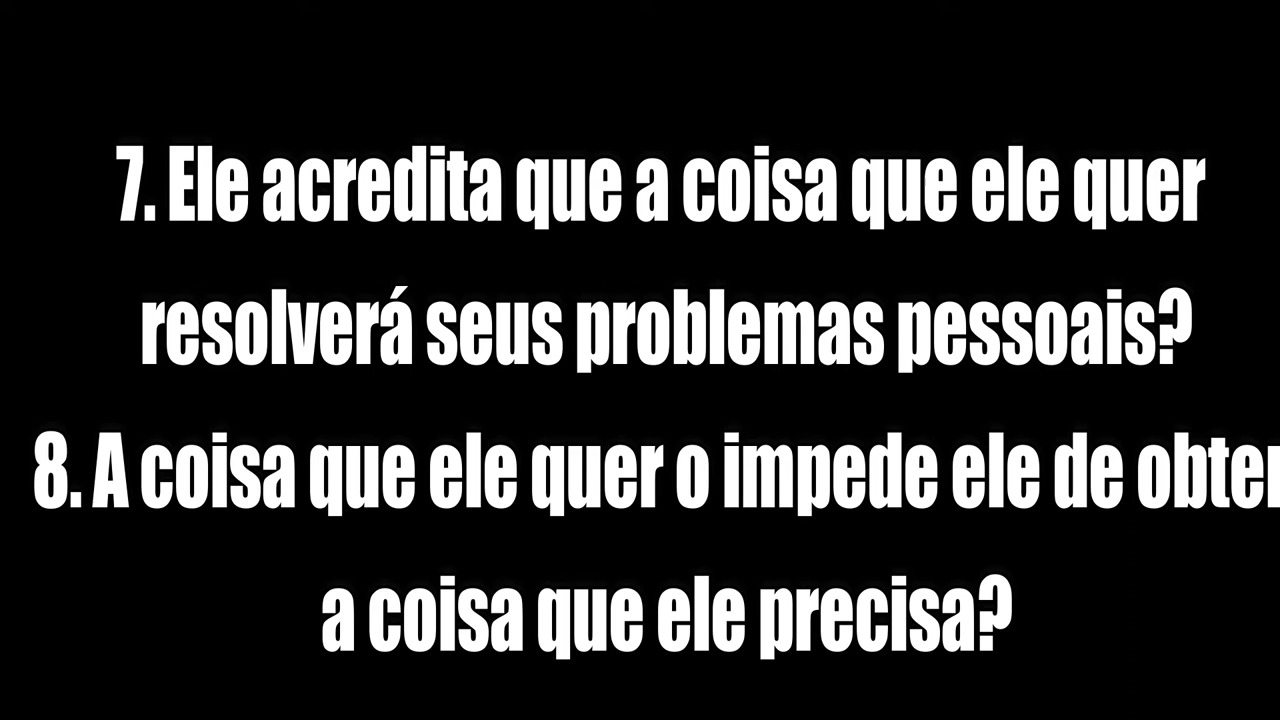 7. Ele acredita que a coisa que ele quer
resolverá seus problemas pessoais?
8. A coisa que ele quer o impede ele de obter
a coisa que ele precisa?